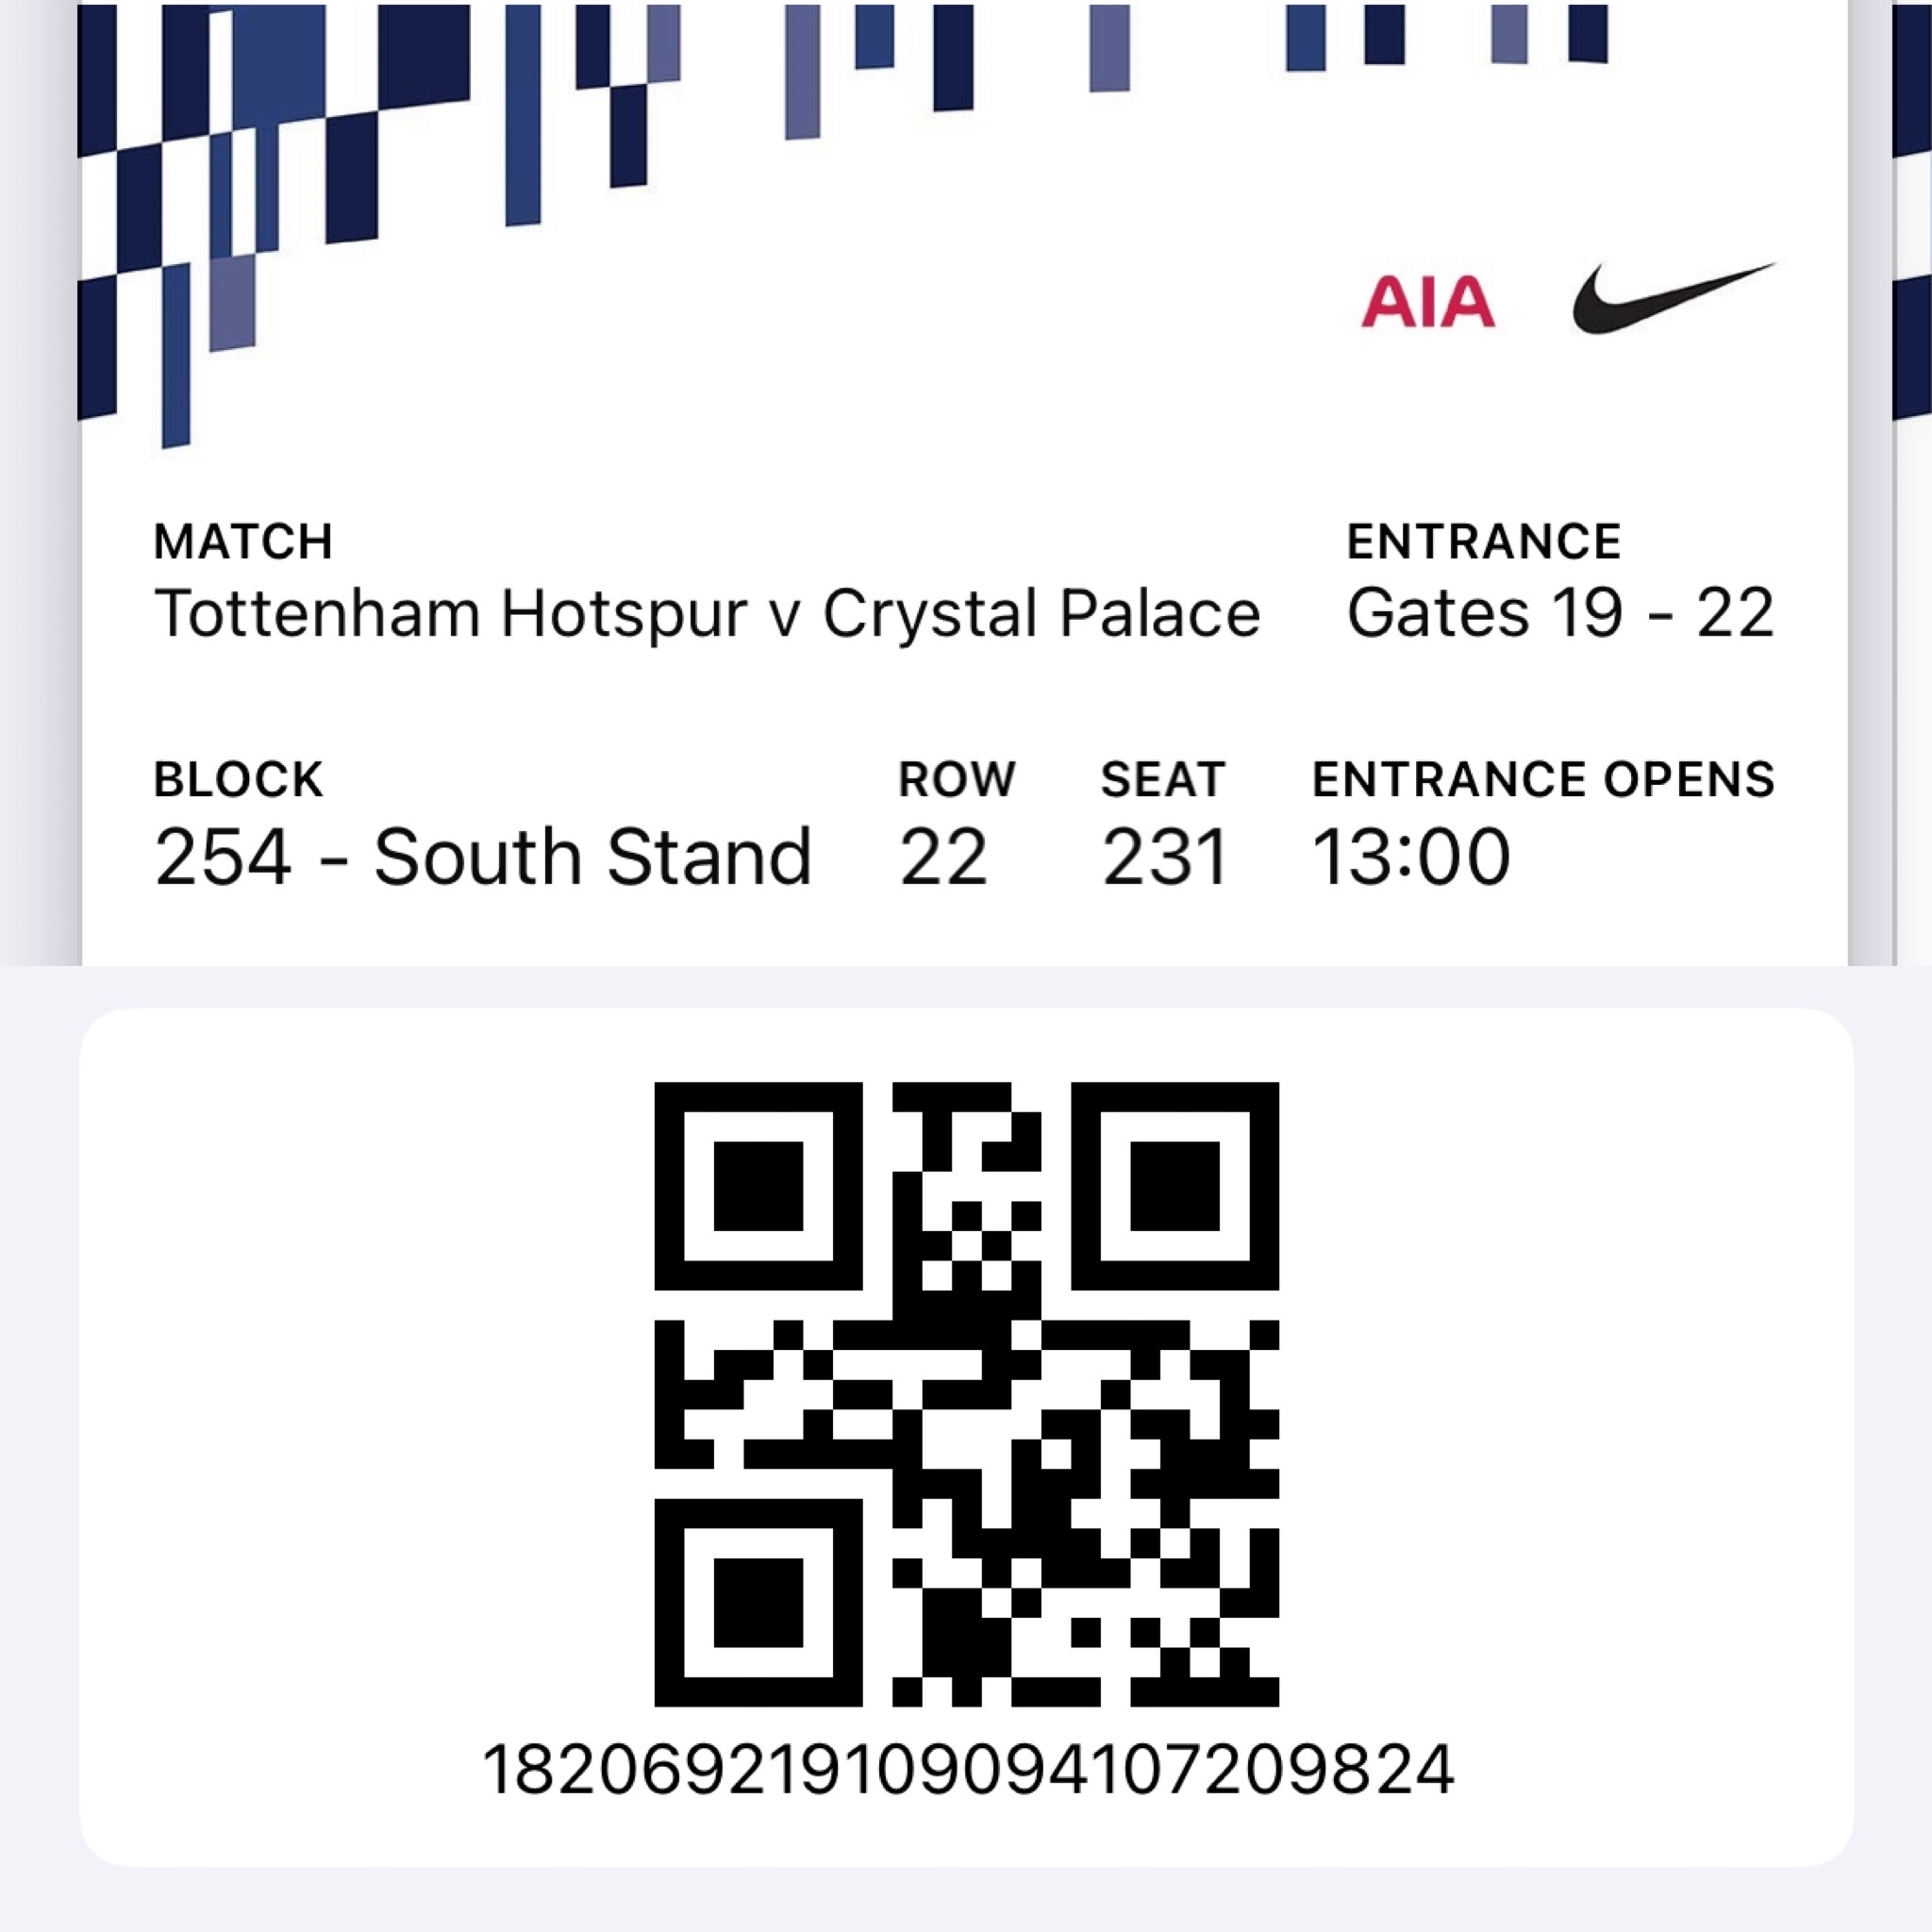 AIA
MATCH
Tottenham Hotspur v Crystal Palace
ENTRANCE
Gates 19 - 22
BLOCK
254 - South Stand
ROW
22
SEAT
231
ENTRANCE OPENS
13:00
182069219109094107209824